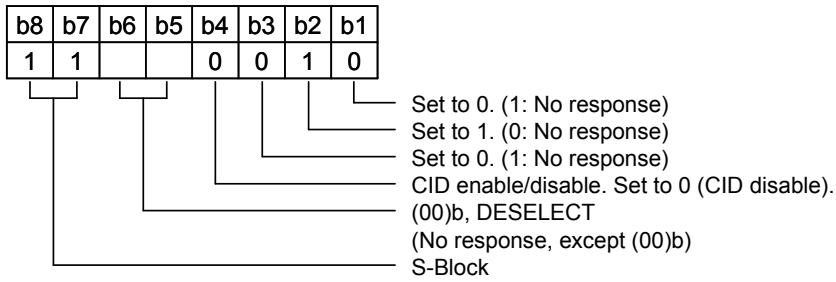 b8 b7 b6 b5 b4 b3 b2 b1
1 1 0 0 1 0
Set to 0. (1: No response)
Set to 1. (0: No response)
Set to 0. (1: No response)
CID enable/disable. Set to 0 (CID disable).
(00)b, DESELECT
(No response, except (00)b)
S-Block